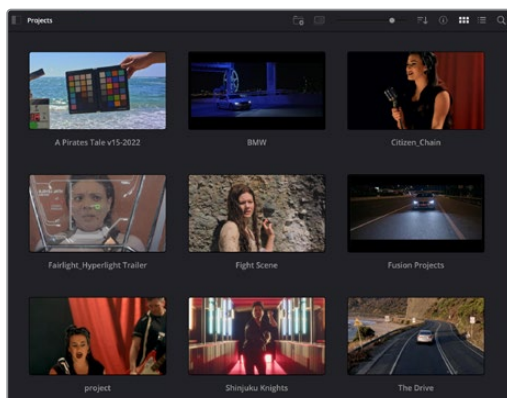 Projects
A Pirates Tale v15-2022
BMW
Citizen_Chain
Fairlight_Hyperlight Trailer
Fight Scene
Fusion Projects
project
Shinjuku Knights
The Drive